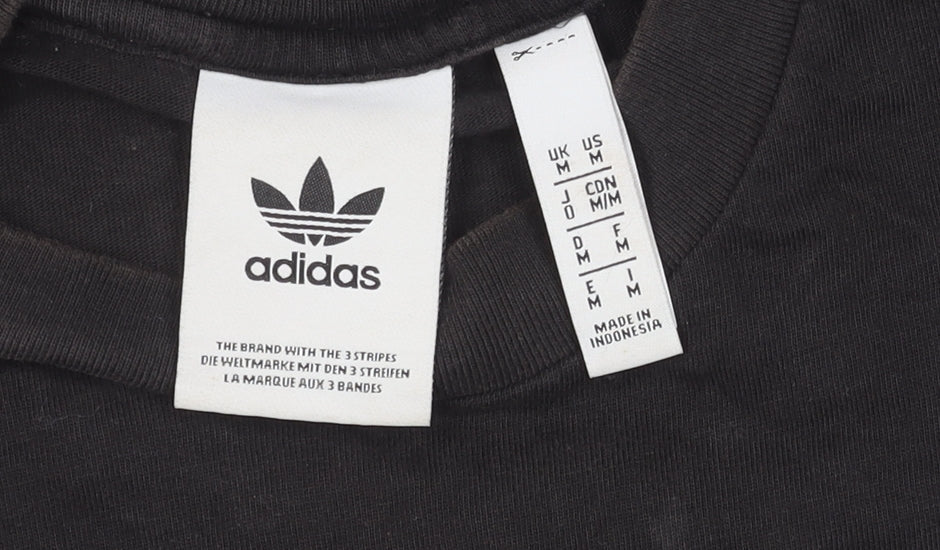 adidas
THE BRAND WITH THE 3 STRIPES
DIE WELTMARKE MIT DEN 3 STREIFEN
LA MARQUE AUX 3 BANDES
UK US
M M
J CDN
O M/M
D F
M M
E I
M M
MADE IN
INDONESIA